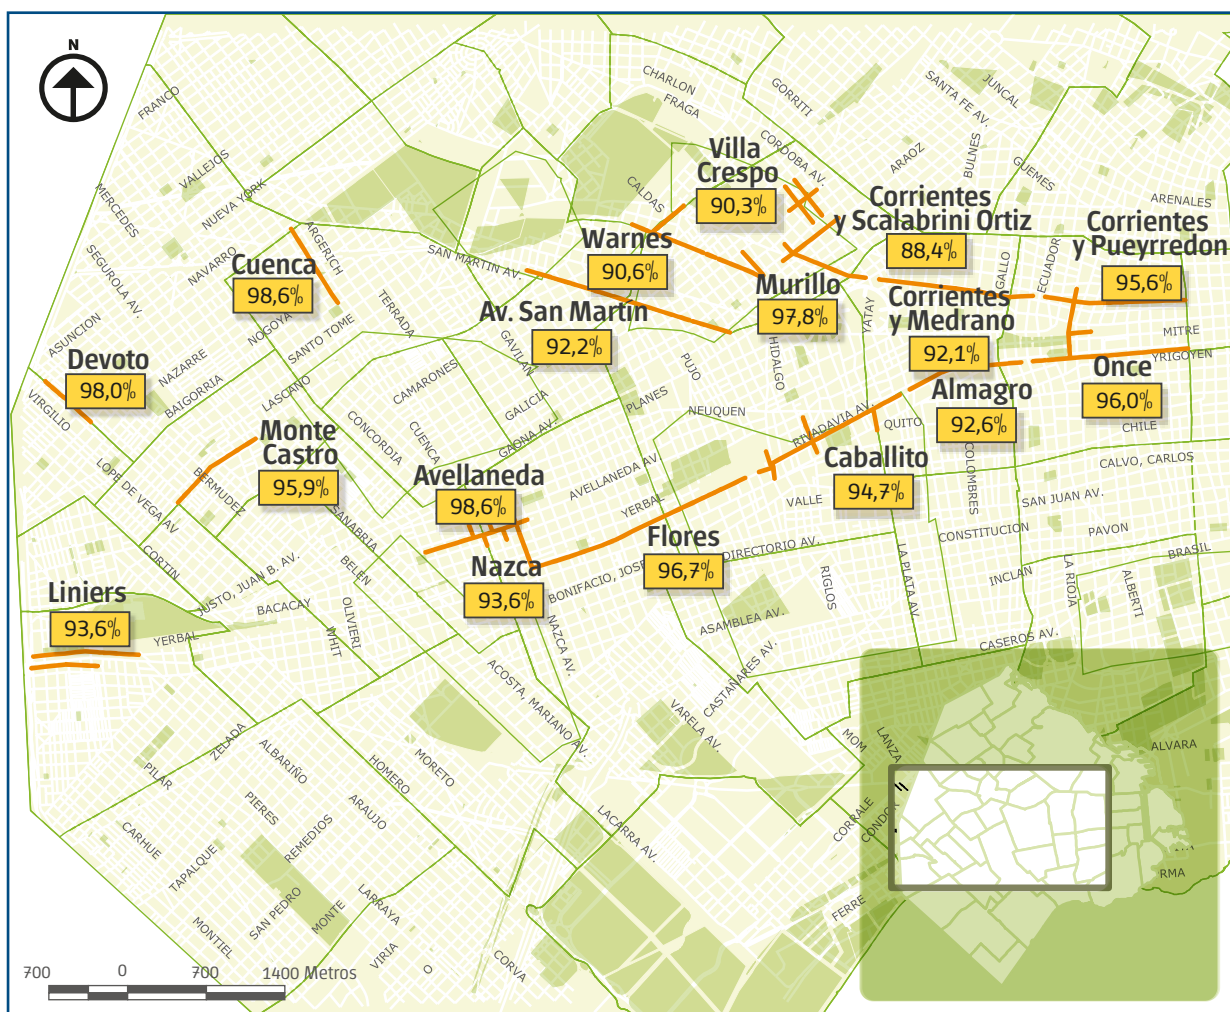 N
CHARLON
FRAGA
GORRITI
SANTA FE AV.
JUNCAL
FRANCO
CORDOBA AV.
ARAOZ
BULNES
GUEMES
VALLEJOS
Villa
Crespo
90,3%
CALDAS
MERCEDES
NUEVA YORK
ARENALES
Corrientes
y Scalabrini Ortiz
88,4%
Corrientes
y Pueyrredon
95,6%
ARGERICH
SEGUROLA AV.
NAVARRO
Cuenca
98,6%
SAN MARTIN AV.
Warnes
90,6%
GALLO
ECUADOR
Murillo
97,8%
TERRADA
Av. San Martin
92,2%
YATAY
Corrientes
y Medrano
92,1%
ASUNCION
NOGOYA
SANTO TOME
GAVILAN
MITRE
YRIGOYEN
Devoto
98,0%
NAZARRE
BAIGORRIA
LASCANO
CAMARONES
GALICIA
PLANES
PUJO
HIDALGO
NEUQUEN
Almagro
92,6%
Once
96,0%
VIRGILIO
CONCORDIA
CUENCA
GAONA AV.
RIVADAVIA AV.
QUITO
CHILE
Monte
Castro
95,9%
LOPE DE VEGA AV
BERMUDEZ
SANABRIA
Avellaneda
98,6%
AVELLANEDA AV.
YERBAL
VALLE
Caballito
94,7%
COLOMBRES
CALVO, CARLOS
SAN JUAN AV.
CONSTITUCION
PAVON
BRASIL
CORTIN
BELEN
Nazca
93,6%
BONIFACIO, JOSE
Flores
96,7%
DIRECTORIO AV.
LA PLATA AV.
INCLAN
LA RIOJA
ALBERTI
Liniers
93,6%
JUSTO, JUAN B. AV.
BACACAY
YERBAL
WHIT
OLIVIERI
NAZCA AV.
ASAMBLEA AV.
RIGLOS
CASEROS AV.
ACOSTA, MARIANO AV.
CASTAÑARES AV.
VARELA AV.
MOM
LANZA
ALVARA
ZELADA
ALBARIÑO
PILAR
HOMERO
MORETO
PIERES
ARAUJO
REMEDIOS
CARHUE
TAPALQUE
LACARRA AV.
CORRALE
CONDOR
RMA
SAN PEDRO
MONTE
LARRAYA
FERRE
MONTIEL
VIRIA
O
CORVA
700 0 700 1400 Metros